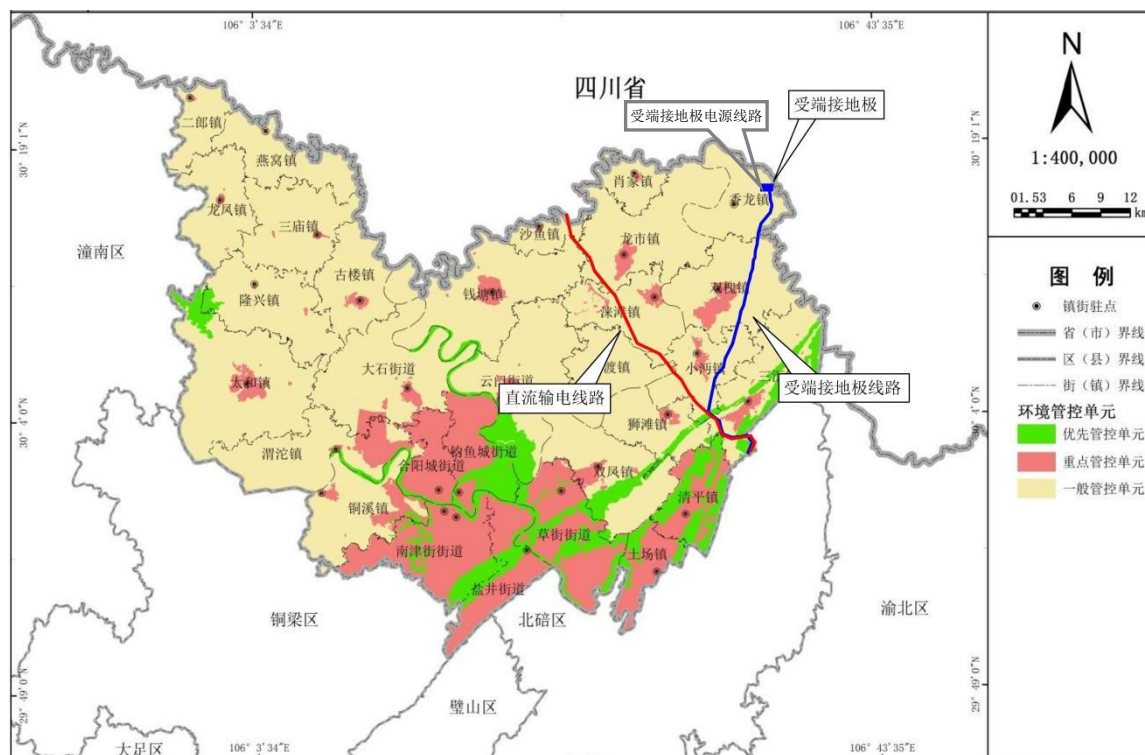 106° 3′34″E
106° 43′35″E
四川省
受端接地极
受端接地极电源线路
N
1:400,000
01.53 6 9 12
km
30°19′1″N
30°19′1″N
二郎镇
燕窝镇
肖家镇
香龙镇
龙凤镇
三庙镇
沙鱼镇
龙市镇
潼南区
古楼镇
隆兴镇
钱塘镇
涞滩镇
双槐镇
图 例
镇街驻点
省（市）界线
区（县）界线
街（镇）界线
环境管控单元
优先管控单元
重点管控单元
一般管控单元
太和镇
大石街道
云门街道
渡镇
小沔镇
直流输电线路
受端接地极线路
30°4′0″N
30°4′0″N
狮滩镇
渭沱镇
合阳城街道
钓鱼城街道
双凤镇
铜溪镇
清平镇
南津街街道
草街街道
土场镇
盐井街道
铜梁区
北碚区
渝北区
29°49′0″N
29°49′0″N
璧山区
大足区
106° 3′34″E
106° 43′35″E